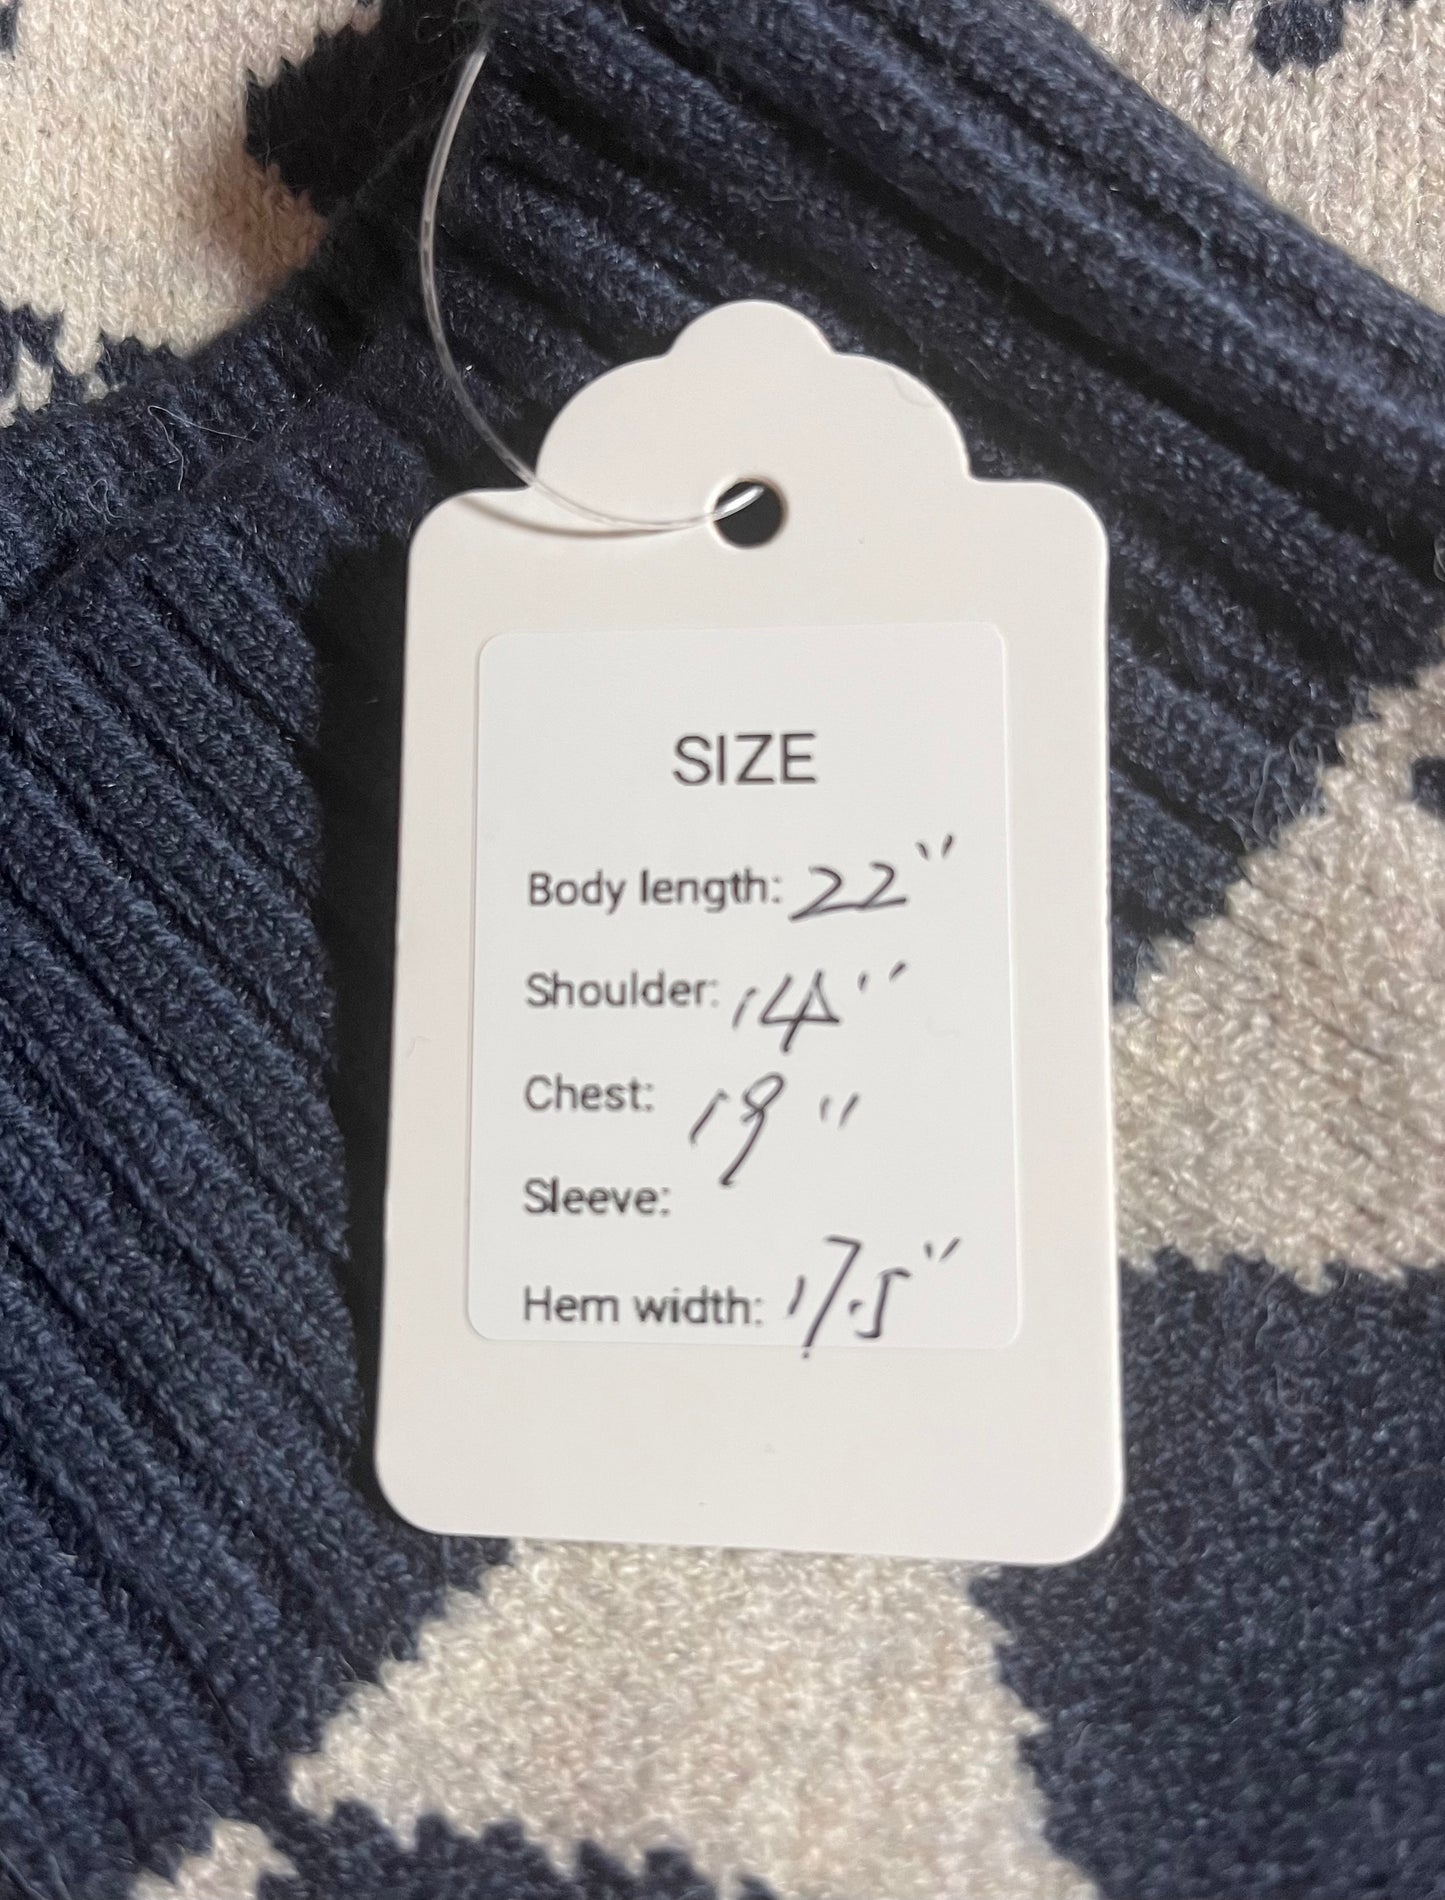 SIZE
Body length: 22"
Shoulder: 14"
Chest: 19"
Sleeve:
Hem width: 17.5"